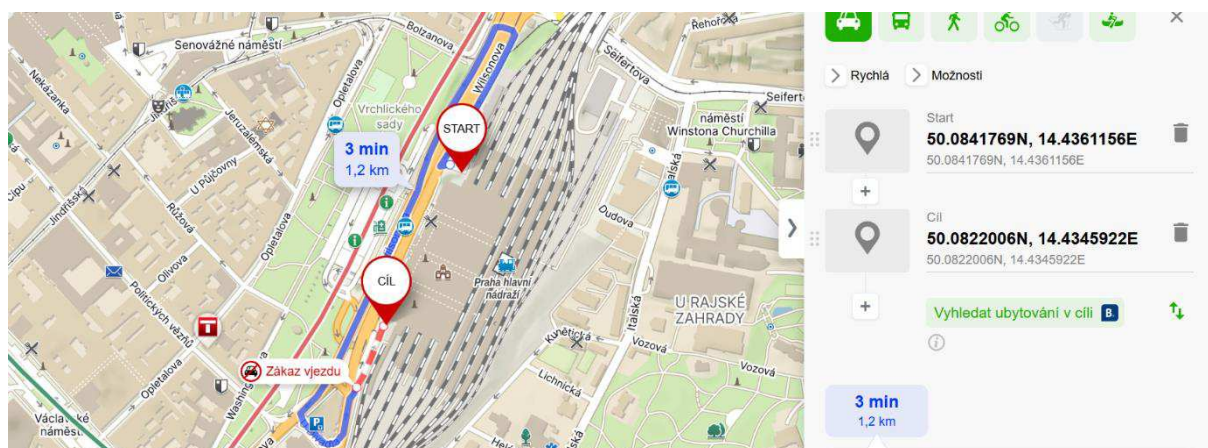 Senovážné náměstí
Bolzanova
Wilsonova
Řehořova
Seifertova
Seifert
Nekázanka
Jeruzalémská
Opletalova
Vrchlického
sady
START
náměstí
Winstona Churchilla
3 min
1,2 km
U Půjčovny
Jindřišská
Růžová
Italská
Dudova
Opletalova
Olivova
CÍL
Praha hlavní
nádraží
U RAJSKÉ
ZAHRADY
Politických vězňů
Italská
Kunětická
Vozová
Vozová
Zákaz vjezdu
Opletalova
Lichnická
Václavské
náměstí
Rychlá
Možnosti
Start
50.0841769N, 14.4361156E
50.0841769N, 14.4361156E
+
Cíl
50.0822006N, 14.4345922E
50.0822006N, 14.4345922E
+
Vyhledat ubytování v cíli B.
i
3 min
1,2 km